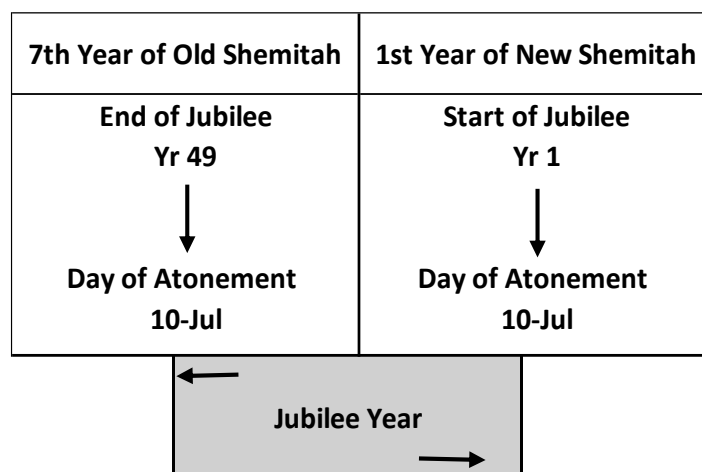 7th Year of Old Shemitah
1st Year of New Shemitah
End of Jubilee
Yr 49
Day of Atonement
10-Jul
Start of Jubilee
Yr 1
Day of Atonement
10-Jul
Jubilee Year